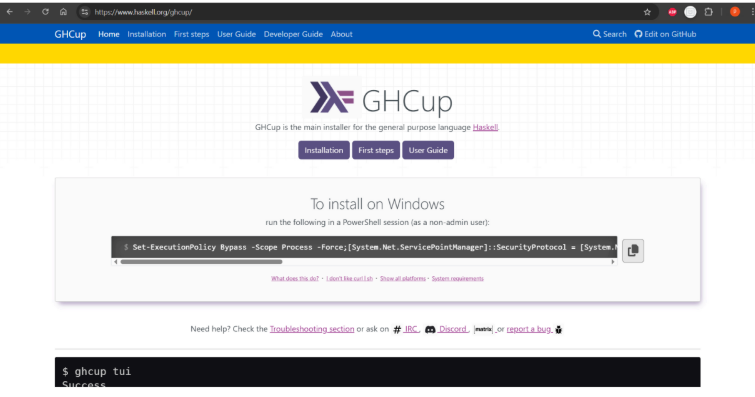 https://www.haskell.org/ghcup/
GHCup Home Installation First steps User Guide Developer Guide About Search Edit on GitHub
GHCup
GHCup is the main installer for the general purpose language Haskell.
Installation First steps User Guide
To install on Windows
run the following in a PowerShell session (as a non-admin user):
$ Set-ExecutionPolicy Bypass -Scope Process -Force;[System.Net.ServicePointManager]::SecurityProtocol = [System.
What does this do? • I don't like curl | sh • Show all platforms • System requirements
Need help? Check the Troubleshooting section or ask on # IRC, Discord, [matrix] or report a bug
$ ghcup tui
Success